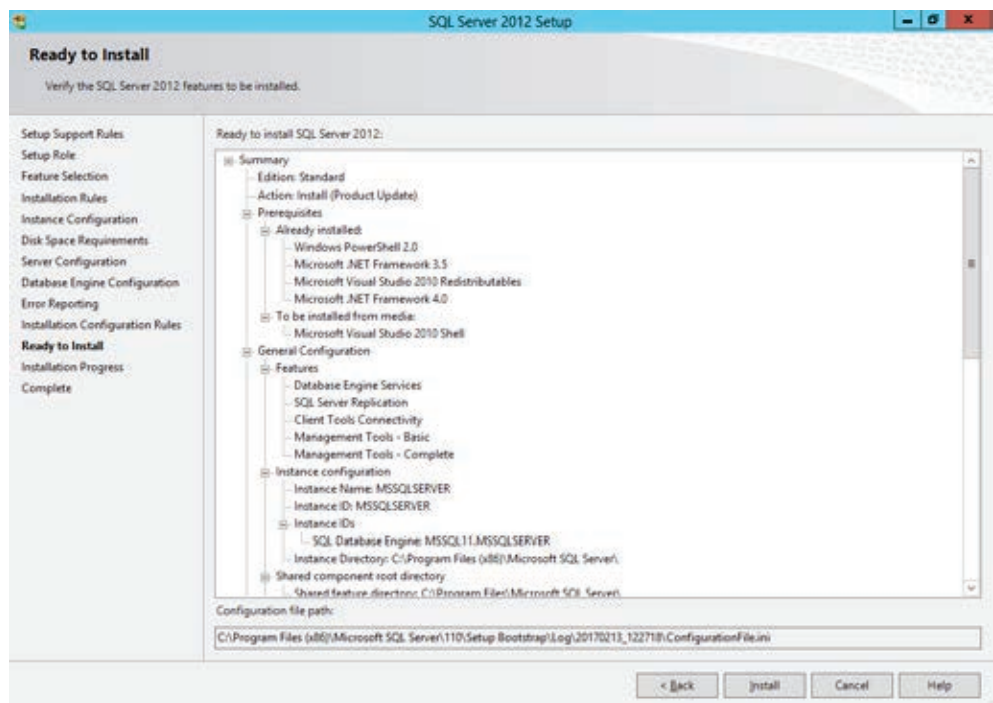 SQL Server 2012 Setup
Ready to Install
Verify the SQL Server 2012 features to be installed.
Setup Support Rules
Setup Role
Feature Selection
Installation Rules
Instance Configuration
Disk Space Requirements
Server Configuration
Database Engine Configuration
Error Reporting
Installation Configuration Rules
Ready to Install
Installation Progress
Complete
Ready to install SQL Server 2012:
Summary
Edition: Standard
Action: Install (Product Update)
Prerequisites
Already installed:
Windows PowerShell 2.0
Microsoft .NET Framework 3.5
Microsoft Visual Studio 2010 Redistributables
Microsoft .NET Framework 4.0
To be installed from media:
Microsoft Visual Studio 2010 Shell
General Configuration
Features
Database Engine Services
SQL Server Replication
Client Tools Connectivity
Management Tools - Basic
Management Tools - Complete
Instance configuration
Instance Name: MSSQLSERVER
Instance ID: MSSQLSERVER
Instance IDs
SQL Database Engine: MSSQL11.MSSQLSERVER
Instance Directory: C:\Program Files (x86)\Microsoft SQL Server\
Shared component root directory
Shared feature directory: C:\Program Files\Microsoft SQL Server\
Configuration file path:
C:\Program Files (x86)\Microsoft SQL Server\110\Setup Bootstrap\Log\20170213_122718\ConfigurationFile.ini
< Back
Install
Cancel
Help